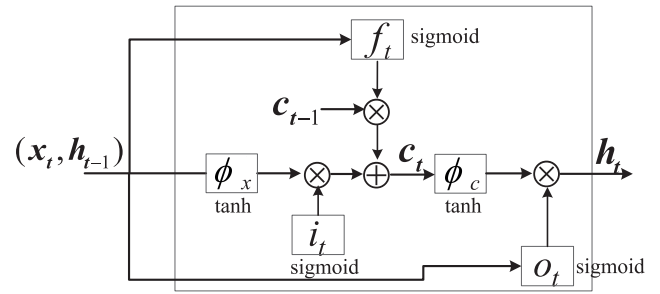 f_t sigmoid
c_{t-1}
(x_t, h_{t-1})
c_t
h_t
ϕ_x
ϕ_c
tanh
tanh
i_t
o_t
sigmoid
sigmoid